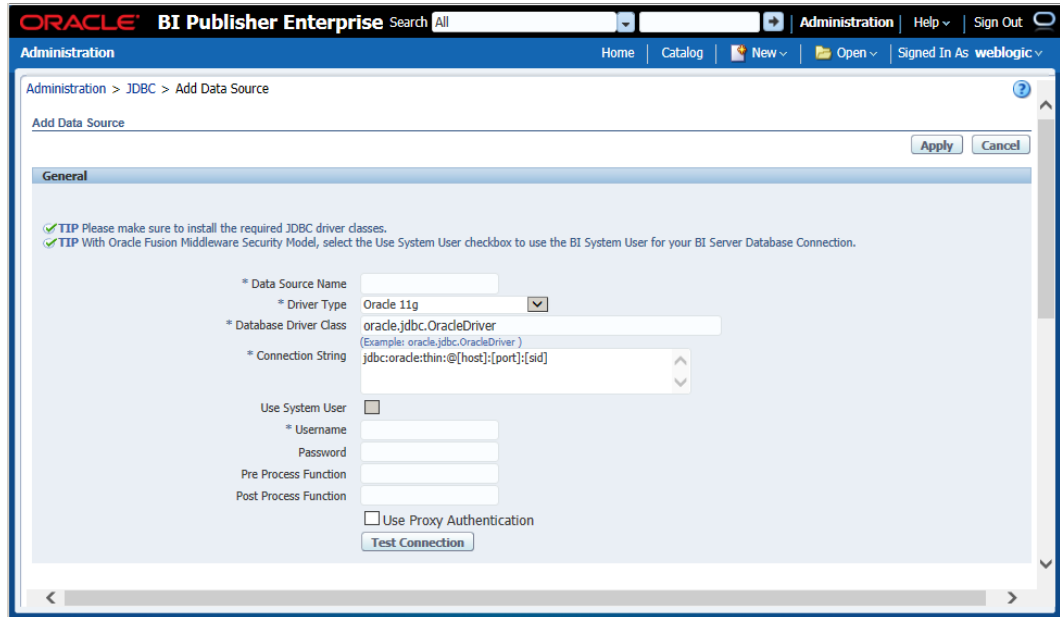 ORACLE BI Publisher Enterprise Search All Administration Help Sign Out
Administration Home Catalog New Open Signed In As weblogic
Administration > JDBC > Add Data Source
Add Data Source
Apply Cancel
General
TIP Please make sure to install the required JDBC driver classes.
TIP With Oracle Fusion Middleware Security Model, select the Use System User checkbox to use the BI System User for your BI Server Database Connection.
* Data Source Name
* Driver Type Oracle 11g
* Database Driver Class oracle.jdbc.OracleDriver
(Example: oracle.jdbc.OracleDriver )
* Connection String jdbc:oracle:thin:@[host]:[port]:[sid]
Use System User
* Username
Password
Pre Process Function
Post Process Function
Use Proxy Authentication
Test Connection